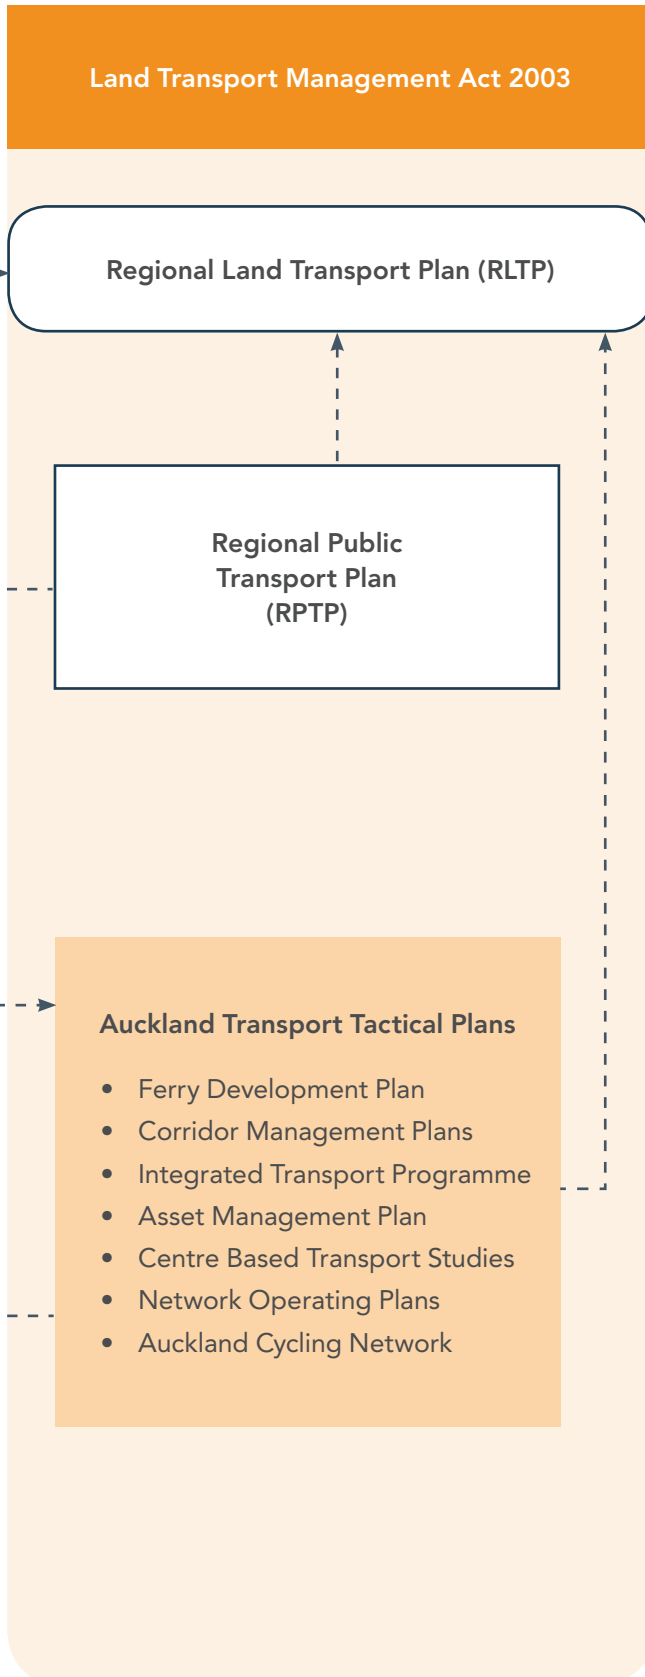 Land Transport Management Act 2003
Regional Land Transport Plan (RLTP)
Regional Public
Transport Plan
(RPTP)
Auckland Transport Tactical Plans
• Ferry Development Plan
• Corridor Management Plans
• Integrated Transport Programme
• Asset Management Plan
• Centre Based Transport Studies
• Network Operating Plans
• Auckland Cycling Network